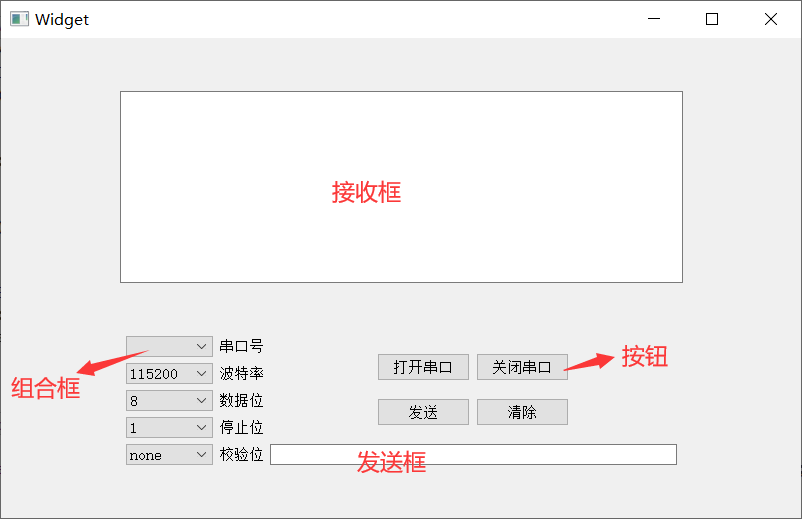 Widget
接收框
串口号
115200 波特率
打开串口 关闭串口 按钮
组合框
8 数据位
发送 清除
1 停止位
none 校验位 发送框